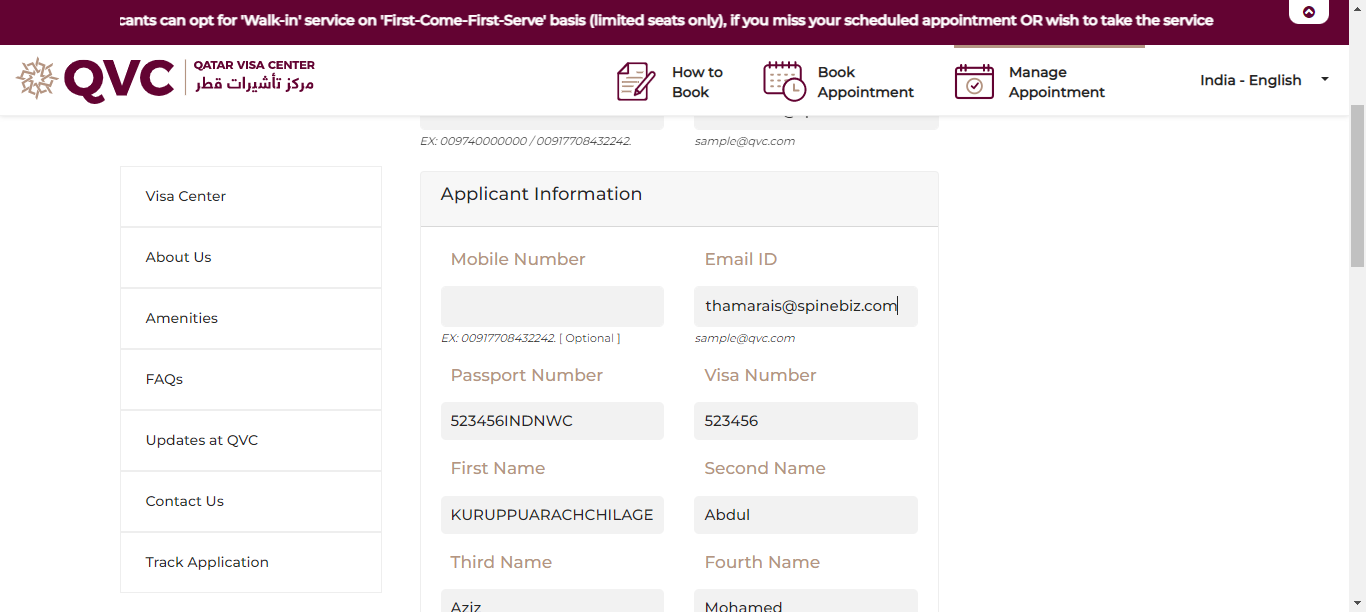 cants can opt for 'Walk-in' service on 'First-Come-First-Serve' basis (limited seats only), if you miss your scheduled appointment OR wish to take the service
QVC
QATAR VISA CENTER
مركز تأشيرات قطر
How to
Book
Book
Appointment
Manage
Appointment
India - English
EX: 009740000000 / 00917708432242.
sample@qvc.com
Visa Center
About Us
Amenities
FAQs
Updates at QVC
Contact Us
Track Application
Applicant Information
Mobile Number
Email ID
thamarais@spinebiz.com
EX: 00917708432242. [ Optional ]
sample@qvc.com
Passport Number
Visa Number
523456INDNWC
523456
First Name
Second Name
KURUPPUARACHCHILAGE
Abdul
Third Name
Fourth Name
Aziz
Mohamed